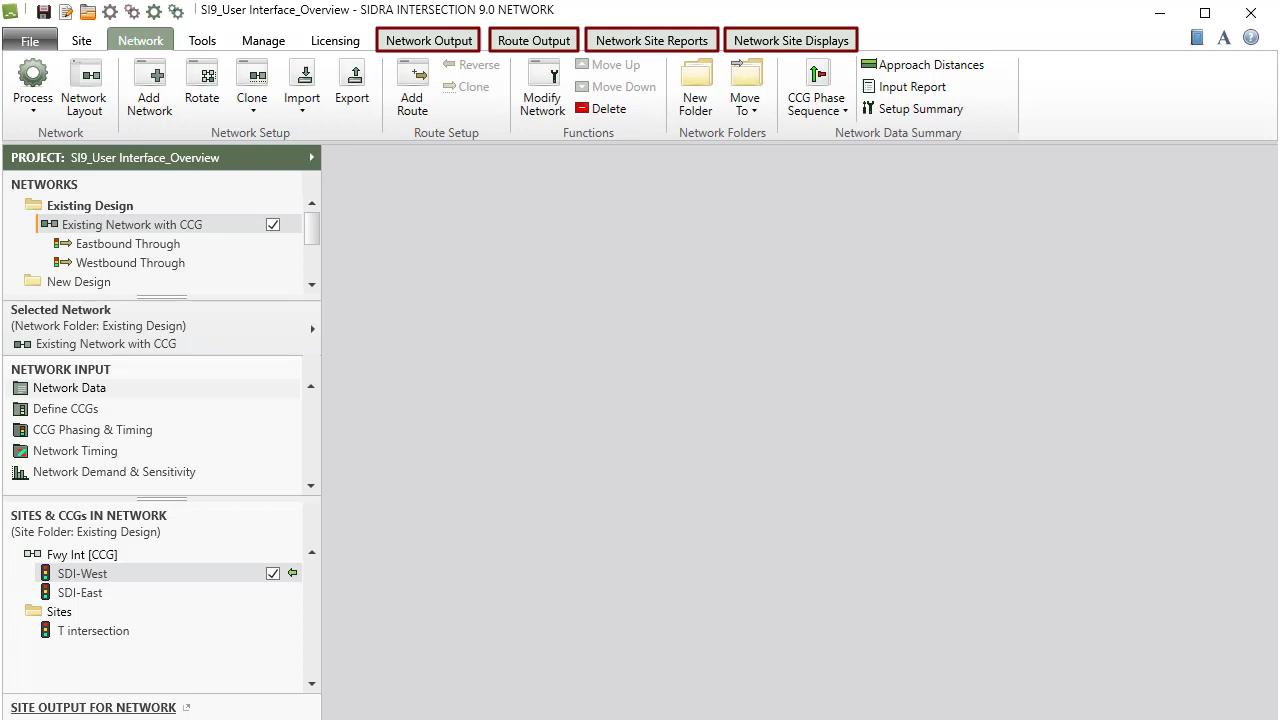 SI9_User Interface_Overview - SIDRA INTERSECTION 9.0 NETWORK
File Site Network Tools Manage Licensing Network Output Route Output Network Site Reports Network Site Displays
Process
Network Layout
Network
Add Network
Rotate
Clone
Import
Export
Network Setup
Add Route
Reverse
Clone
Route Setup
Modify Network
Move Up
Move Down
Delete
Functions
New Folder
Move To
Network Folders
CCG Phase Sequence
Approach Distances
Input Report
Setup Summary
Network Data Summary
PROJECT: SI9_User Interface_Overview
NETWORKS
Existing Design
Existing Network with CCG
Eastbound Through
Westbound Through
New Design
Selected Network
(Network Folder: Existing Design)
Existing Network with CCG
NETWORK INPUT
Network Data
Define CCGs
CCG Phasing & Timing
Network Timing
Network Demand & Sensitivity
SITES & CCGs IN NETWORK
(Site Folder: Existing Design)
Fwy Int [CCG]
SDI-West
SDI-East
Sites
T intersection
SITE OUTPUT FOR NETWORK